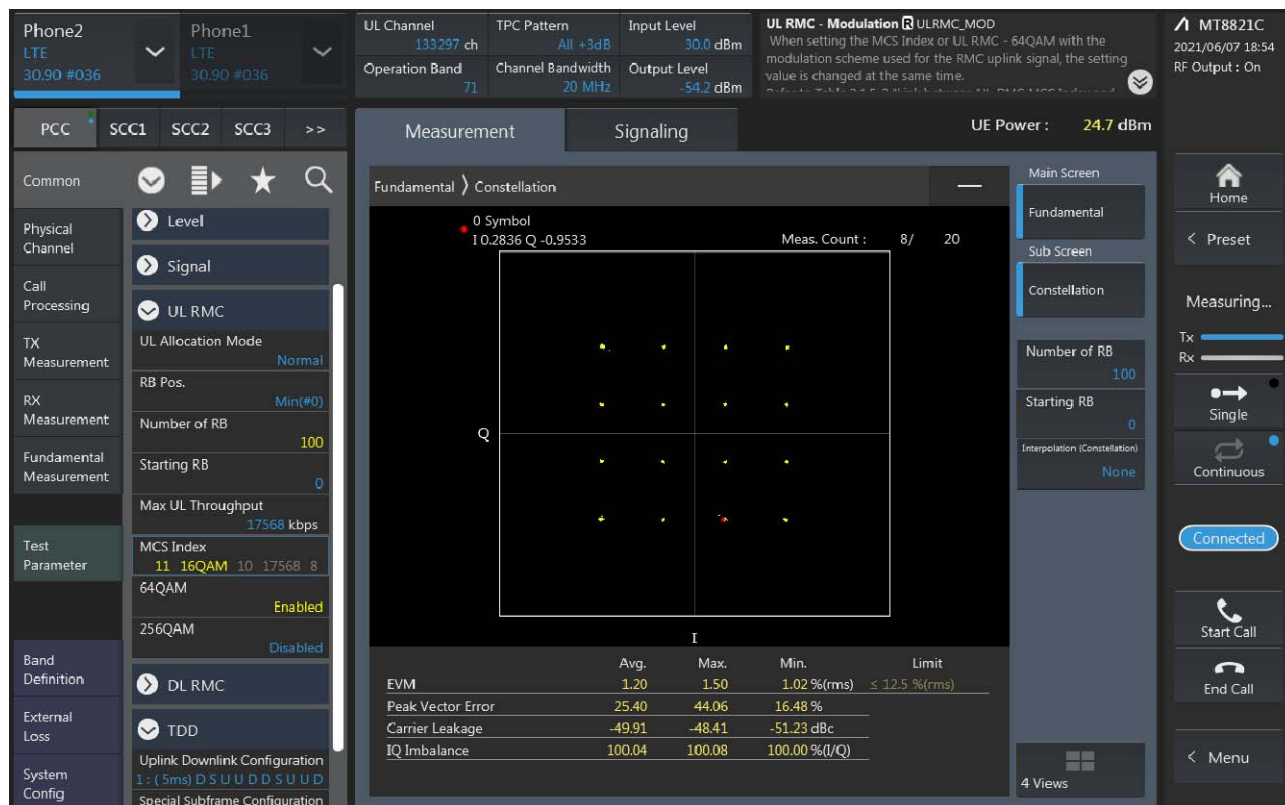 Phone2
LTE
30.90 #036
Phone1
LTE
30.90 #036
UL Channel
133297 ch
TPC Pattern
All +3dB
Input Level
30.0 dBm
Operation Band
71
Channel Bandwidth
20 MHz
Output Level
-54.2 dBm
UL RMC - Modulation R ULRMC_MOD
When setting the MCS Index or UL RMC - 64QAM with the
modulation scheme used for the RMC uplink signal, the setting
value is changed at the same time.
MT8821C
2021/06/07 18:54
RF Output : On
PCC SCC1 SCC2 SCC3 >>
Measurement
Signaling
UE Power : 24.7 dBm
Common
Physical
Channel
Call
Processing
TX
Measurement
RX
Measurement
Fundamental
Measurement
Test
Parameter
Band
Definition
External
Loss
System
Config
Level
Signal
UL RMC
UL Allocation Mode
Normal
RB Pos.
Min(#0)
Number of RB
100
Starting RB
0
Max UL Throughput
17568 kbps
MCS Index
11 16QAM 10 17568 8
64QAM
Enabled
256QAM
Disabled
DL RMC
TDD
Uplink Downlink Configuration
1 : ( 5ms) D S U U D D S U U D
Special Subframe Configuration
Fundamental ⟩ Constellation
0 Symbol
I 0.2836 Q -0.9533
Meas. Count : 8/ 20
Q
I
Avg. Max. Min. Limit
EVM 1.20 1.50 1.02 %(rms) ≤ 12.5 %(rms)
Peak Vector Error 25.40 44.06 16.48 %
Carrier Leakage -49.91 -48.41 -51.23 dBc
IQ Imbalance 100.04 100.08 100.00 %(I/Q)
Main Screen
Fundamental
Sub Screen
Constellation
Number of RB
100
Starting RB
0
Interpolation (Constellation)
None
4 Views
Home
< Preset
Measuring...
Tx
Rx
Single
Continuous
Connected
Start Call
End Call
< Menu